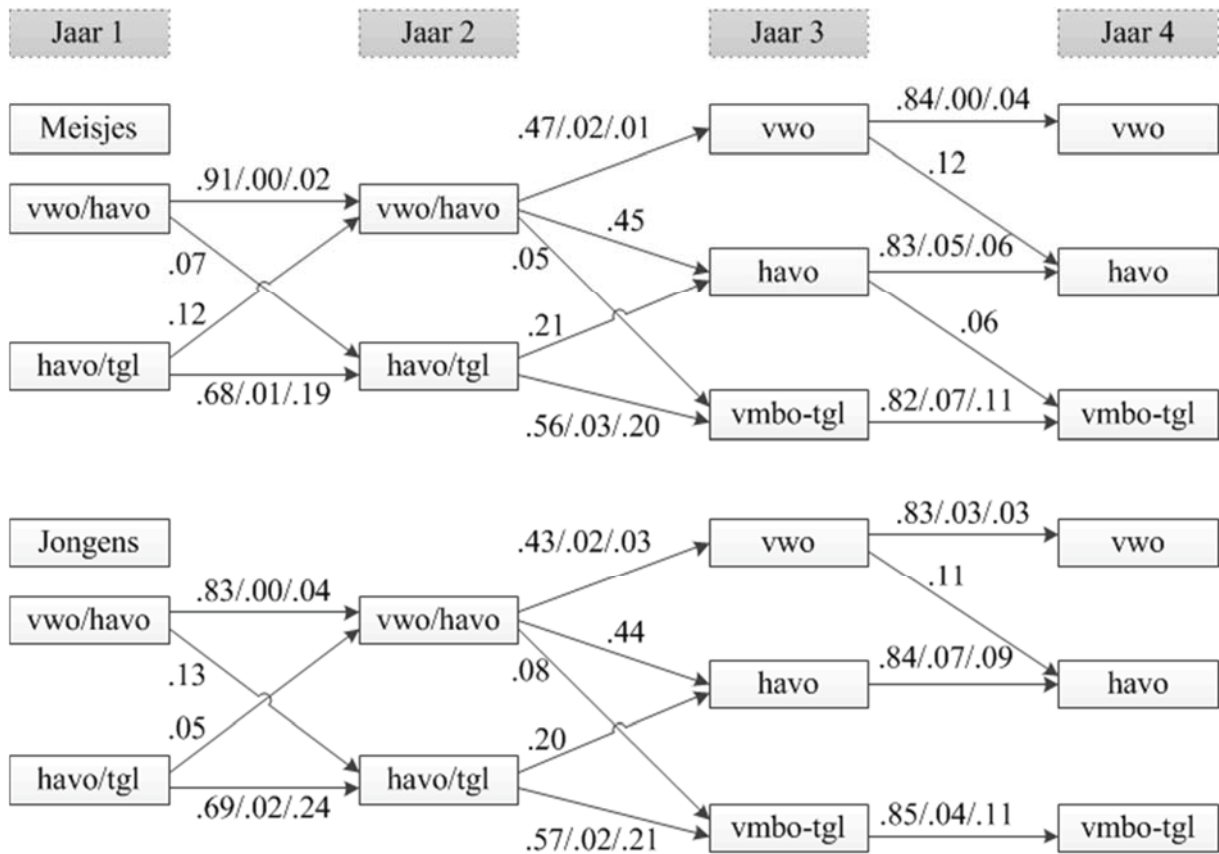 Jaar 1 Jaar 2 Jaar 3 Jaar 4
Meisjes
.47/.02/.01
vwo
.84/.00/.04
vwo
.12
vwo/havo
.91/.00/.02
vwo/havo
.45
.05
havo
.83/.05/.06
havo
.07
.12
.21
.06
havo/tgl
.68/.01/.19
havo/tgl
.56/.03/.20
vmbo-tgl
.82/.07/.11
vmbo-tgl
Jongens
.43/.02/.03
vwo
.83/.03/.03
vwo
.11
vwo/havo
.83/.00/.04
vwo/havo
.44
.08
havo
.84/.07/.09
havo
.13
.05
.20
havo/tgl
.69/.02/.24
havo/tgl
.57/.02/.21
vmbo-tgl
.85/.04/.11
vmbo-tgl